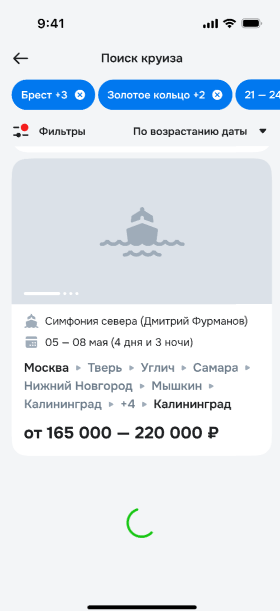 9:41
Поиск круиза
Брест +3
Золотое кольцо +2
21 – 24
Фильтры
По возрастанию даты
Симфония севера (Дмитрий Фурманов)
05 – 08 мая (4 дня и 3 ночи)
Москва ▸ Тверь ▸ Углич ▸ Самара ▸
Нижний Новгород ▸ Мышкин ▸
Калининград ▸ +4 ▸ Калининград
от 165 000 — 220 000 ₽